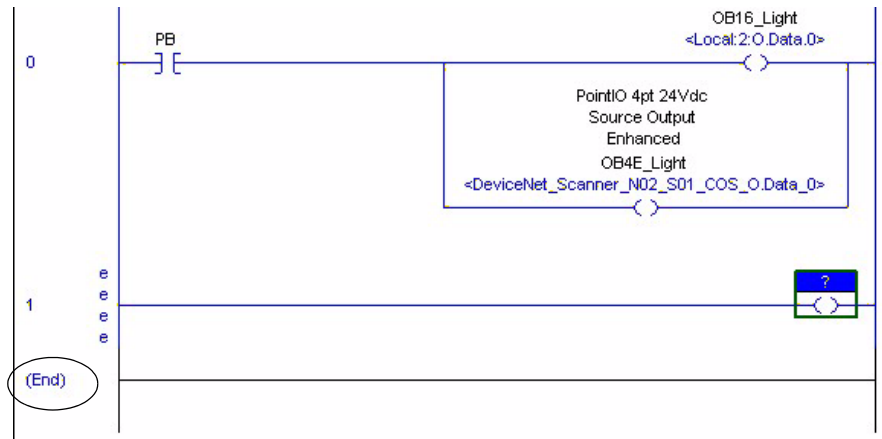 OB16_Light
PB
<Local:2:O.Data.0>
0
PointIO 4pt 24Vdc
Source Output
Enhanced
OB4E_Light
<DeviceNet_Scanner_N02_S01_COS_O.Data_0>
e
?
e
1
e
e
(End)